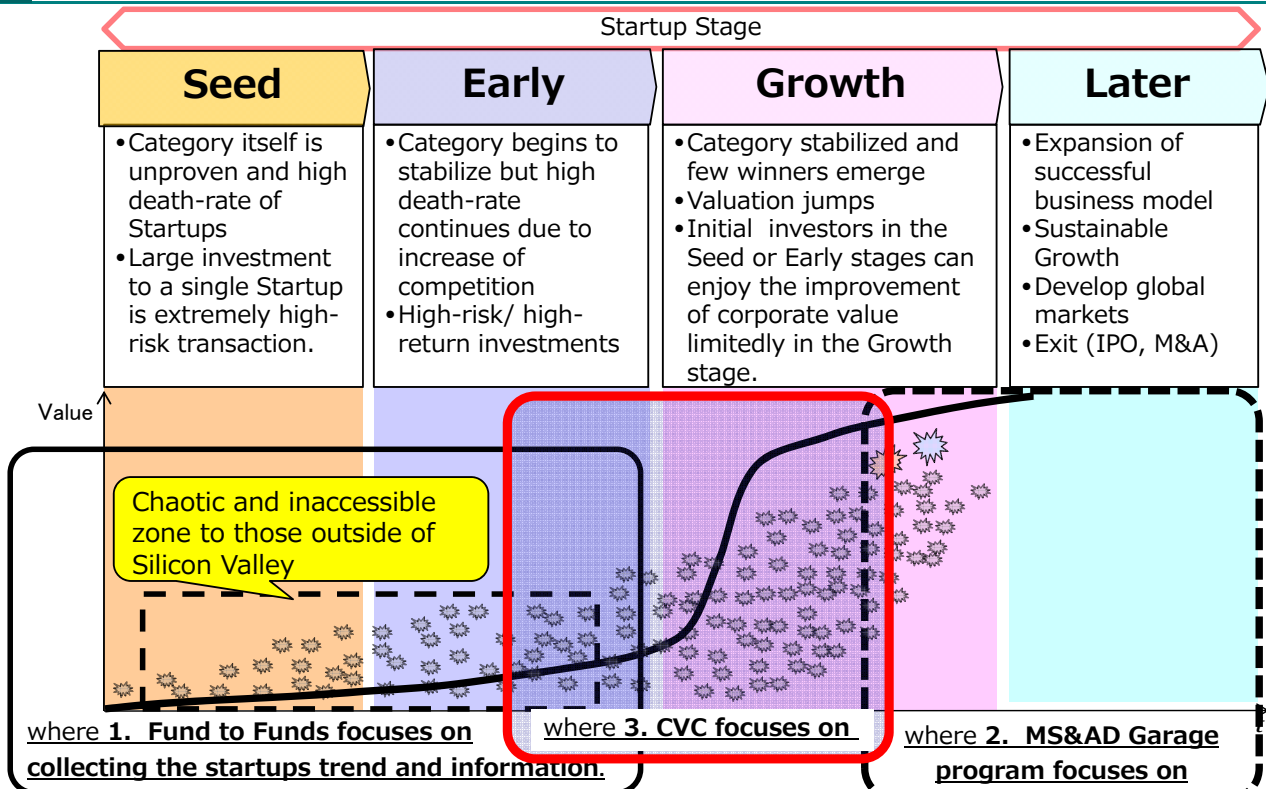 Startup Stage
Seed
•Category itself is
unproven and high
death-rate of
Startups
•Large investment
to a single Startup
is extremely high-
risk transaction.
Early
•Category begins to
stabilize but high
death-rate
continues due to
increase of
competition
•High-risk/ high-
return investments
Growth
•Category stabilized and
few winners emerge
•Valuation jumps
•Initial investors in the
Seed or Early stages can
enjoy the improvement
of corporate value
limitedly in the Growth
stage.
Later
•Expansion of
successful
business model
•Sustainable
Growth
•Develop global
markets
•Exit (IPO, M&A)
Value
Chaotic and inaccessible
zone to those outside of
Silicon Valley
where 1. Fund to Funds focuses on
collecting the startups trend and information.
where 3. CVC focuses on
where 2. MS&AD Garage
program focuses on